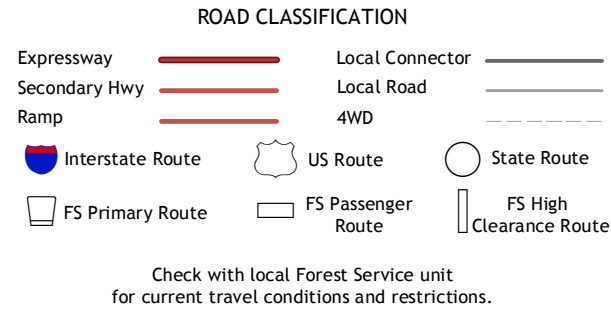 ROAD CLASSIFICATION
Expressway
Local Connector
Secondary Hwy
Local Road
Ramp
4WD
Interstate Route
US Route
State Route
FS Primary Route
FS Passenger
Route
FS High
Clearance Route
Check with local Forest Service unit
for current travel conditions and restrictions.